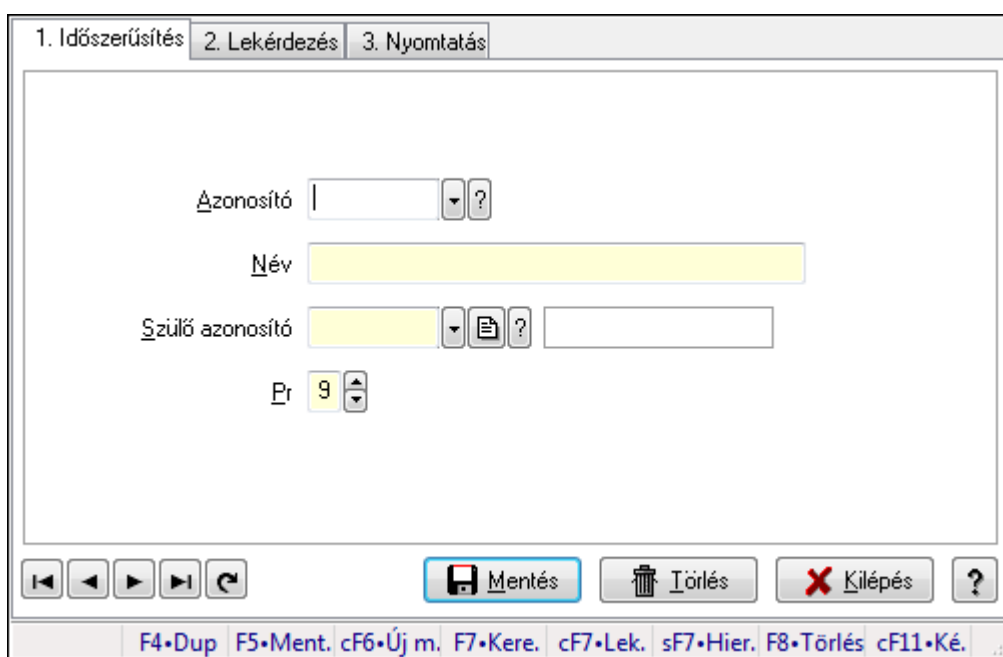 1. Időszerűsítés 2. Lekérdezés 3. Nyomtatás
Azonosító ?
Név
Szülő azonosító ?
Pr 9
Mentés Törlés Kilépés ?
F4•Dup F5•Ment. cF6•Új m. F7•Kere. cF7•Lek. sF7•Hier. F8•Törlés cF11•Ké.